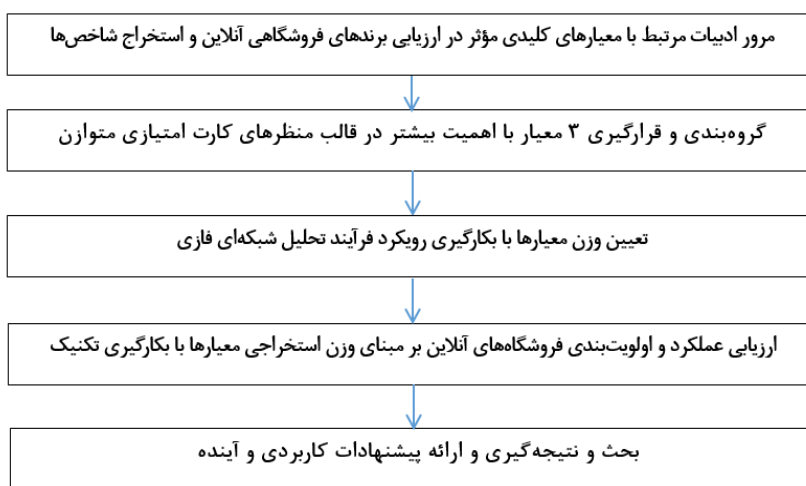 مرور ادبیات مرتبط با معیارهای کلیدی مؤثر در ارزیابی برندهای فروشگاهی آنلاین و استخراج شاخص‌ها
گروه‌بندی و قرارگیری ۳ معیار با اهمیت بیشتر در قالب منظرهای کارت امتیازی متوازن
تعیین وزن معیارها با بکارگیری رویکرد فرآیند تحلیل شبکه‌ای فازی
ارزیابی عملکرد و اولویت‌بندی فروشگاه‌های آنلاین بر مبنای وزن استخراجی معیارها با بکارگیری تکنیک
بحث و نتیجه‌گیری و ارائه پیشنهادات کاربردی و آینده